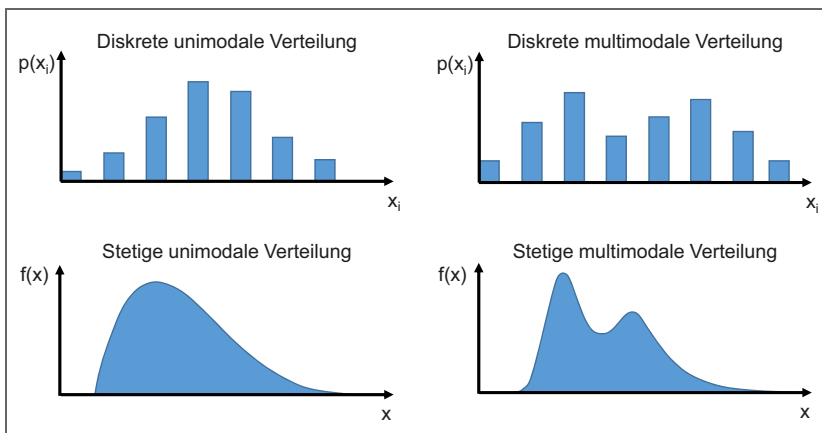 Diskrete unimodale Verteilung
p(xᵢ)
xᵢ
Diskrete multimodale Verteilung
p(xᵢ)
xᵢ
Stetige unimodale Verteilung
f(x)
x
Stetige multimodale Verteilung
f(x)
x